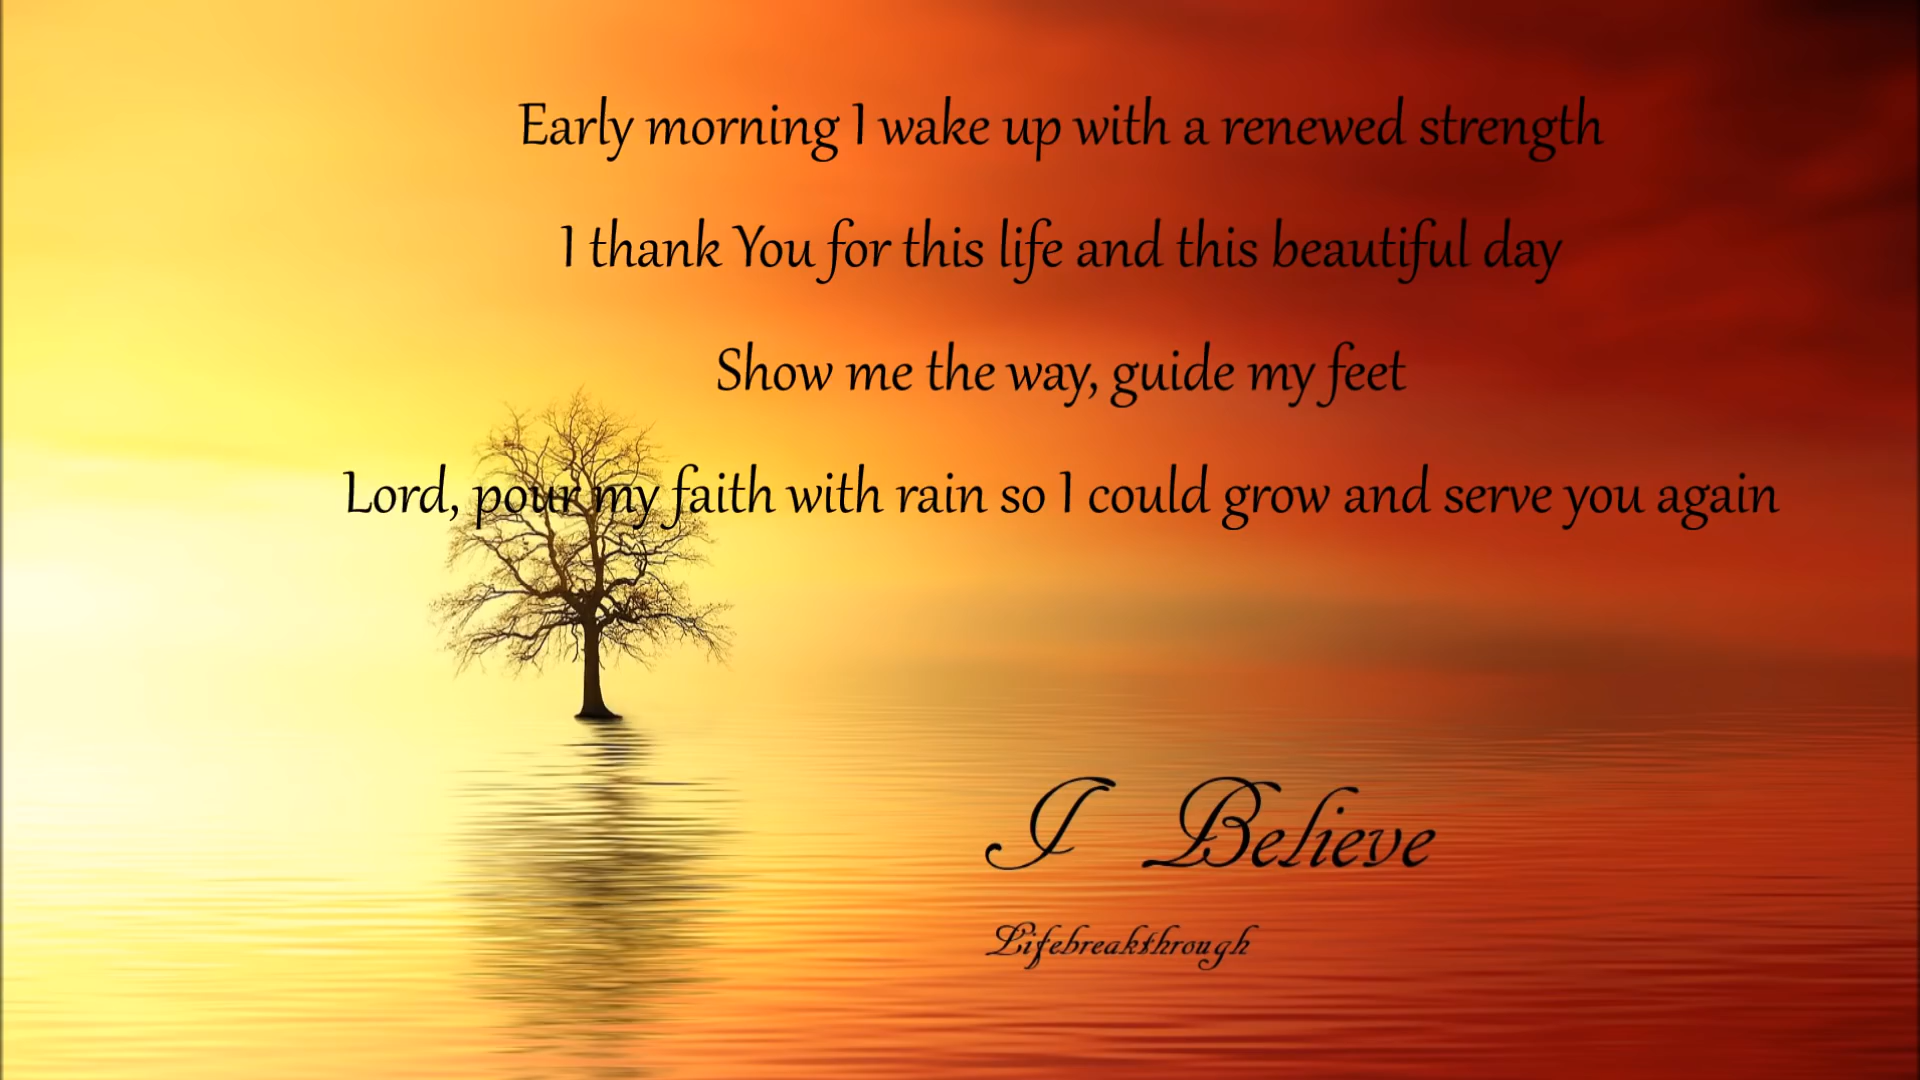 Early morning I wake up with a renewed strength
I thank You for this life and this beautiful day
Show me the way, guide my feet
Lord, pour my faith with rain so I could grow and serve you again
I Believe
Lifebreakthrough